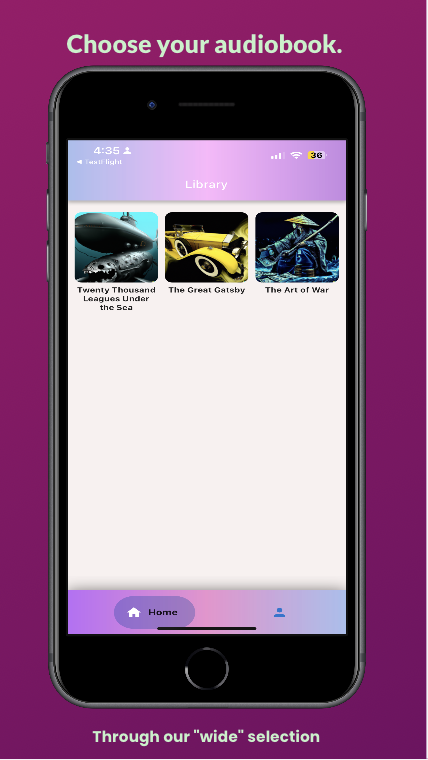 Choose your audiobook.
4:35
36
◀ TestFlight
Library
Twenty Thousand
Leagues Under
the Sea
The Great Gatsby
The Art of War
Home
Through our "wide" selection